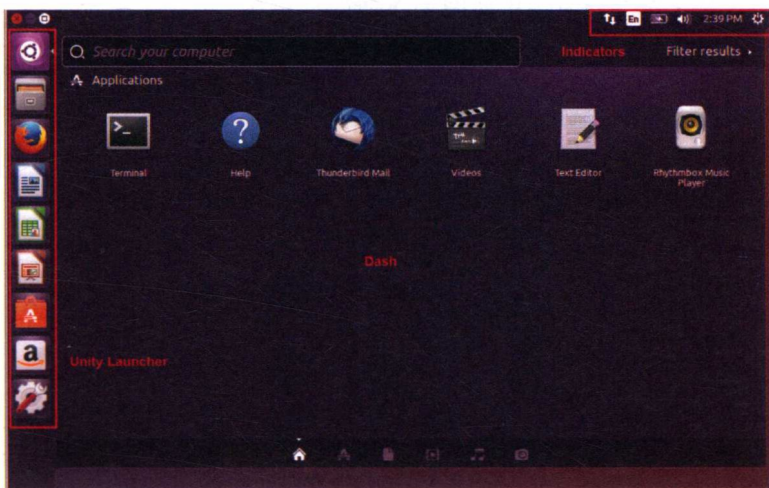 En
2:39 PM
Search your computer
Indicators
Filter results
Applications
Terminal
Help
Thunderbird Mail
Videos
Text Editor
Rhythmbox Music
Player
Dash
Unity Launcher